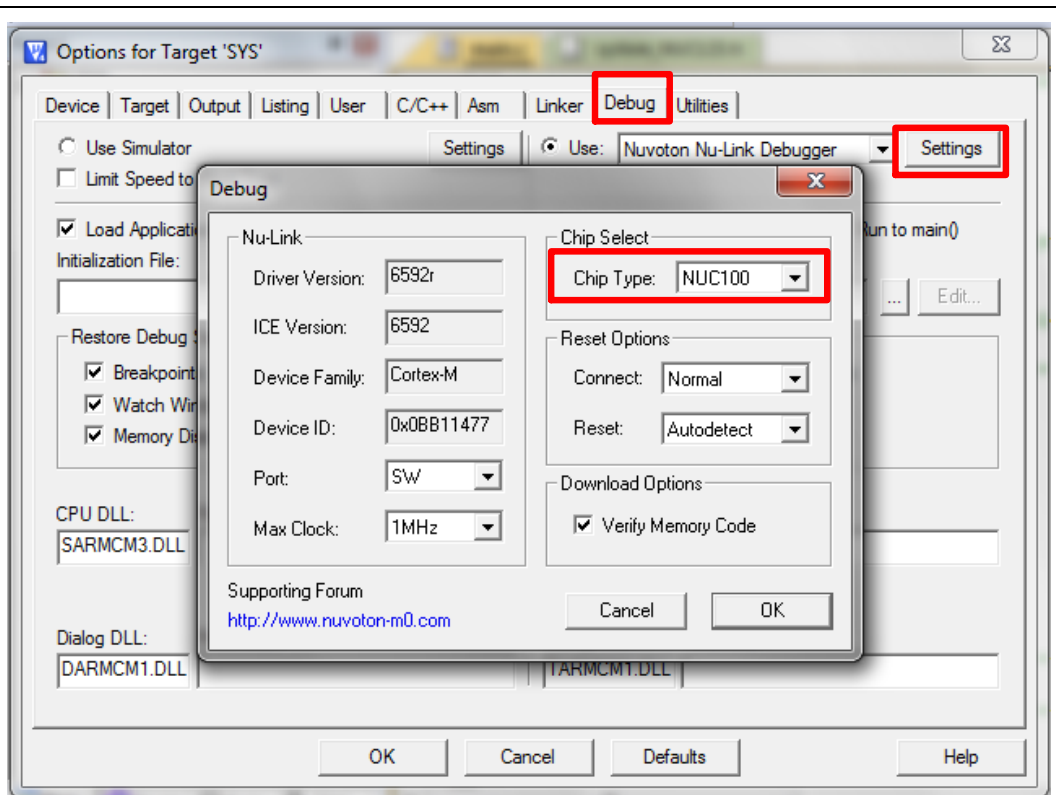 Options for Target 'SYS'
Device Target Output Listing User C/C++ Asm Linker Debug Utilities
Use Simulator Settings Use: Nuvoton Nu-Link Debugger Settings
Limit Speed to
Load Applicati Run to main()
Initialization File:
... Edit...
Restore Debug
Breakpoint
Watch Win
Memory Dis
CPU DLL:
SARMCM3.DLL
Dialog DLL:
DARMCM1.DLL TARMCM1.DLL
Debug
Nu-Link
Driver Version: 6592r
ICE Version: 6592
Device Family: Cortex-M
Device ID: 0x0BB11477
Port: SW
Max Clock: 1MHz
Chip Select
Chip Type: NUC100
Reset Options
Connect: Normal
Reset: Autodetect
Download Options
Verify Memory Code
Supporting Forum
http://www.nuvoton-m0.com
Cancel OK
OK Cancel Defaults Help